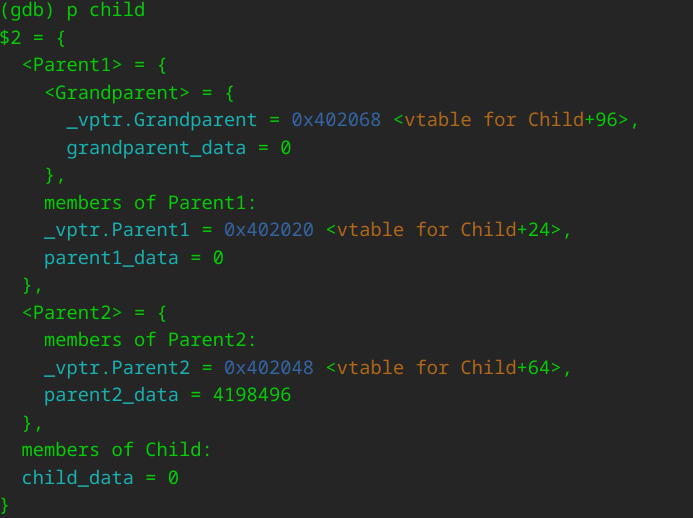 (gdb) p child
$2 = {
  <Parent1> = {
    <Grandparent> = {
      _vptr.Grandparent = 0x402068 <vtable for Child+96>,
      grandparent_data = 0
    },
    members of Parent1:
    _vptr.Parent1 = 0x402020 <vtable for Child+24>,
    parent1_data = 0
  },
  <Parent2> = {
    members of Parent2:
    _vptr.Parent2 = 0x402048 <vtable for Child+64>,
    parent2_data = 4198496
  },
  members of Child:
  child_data = 0
}